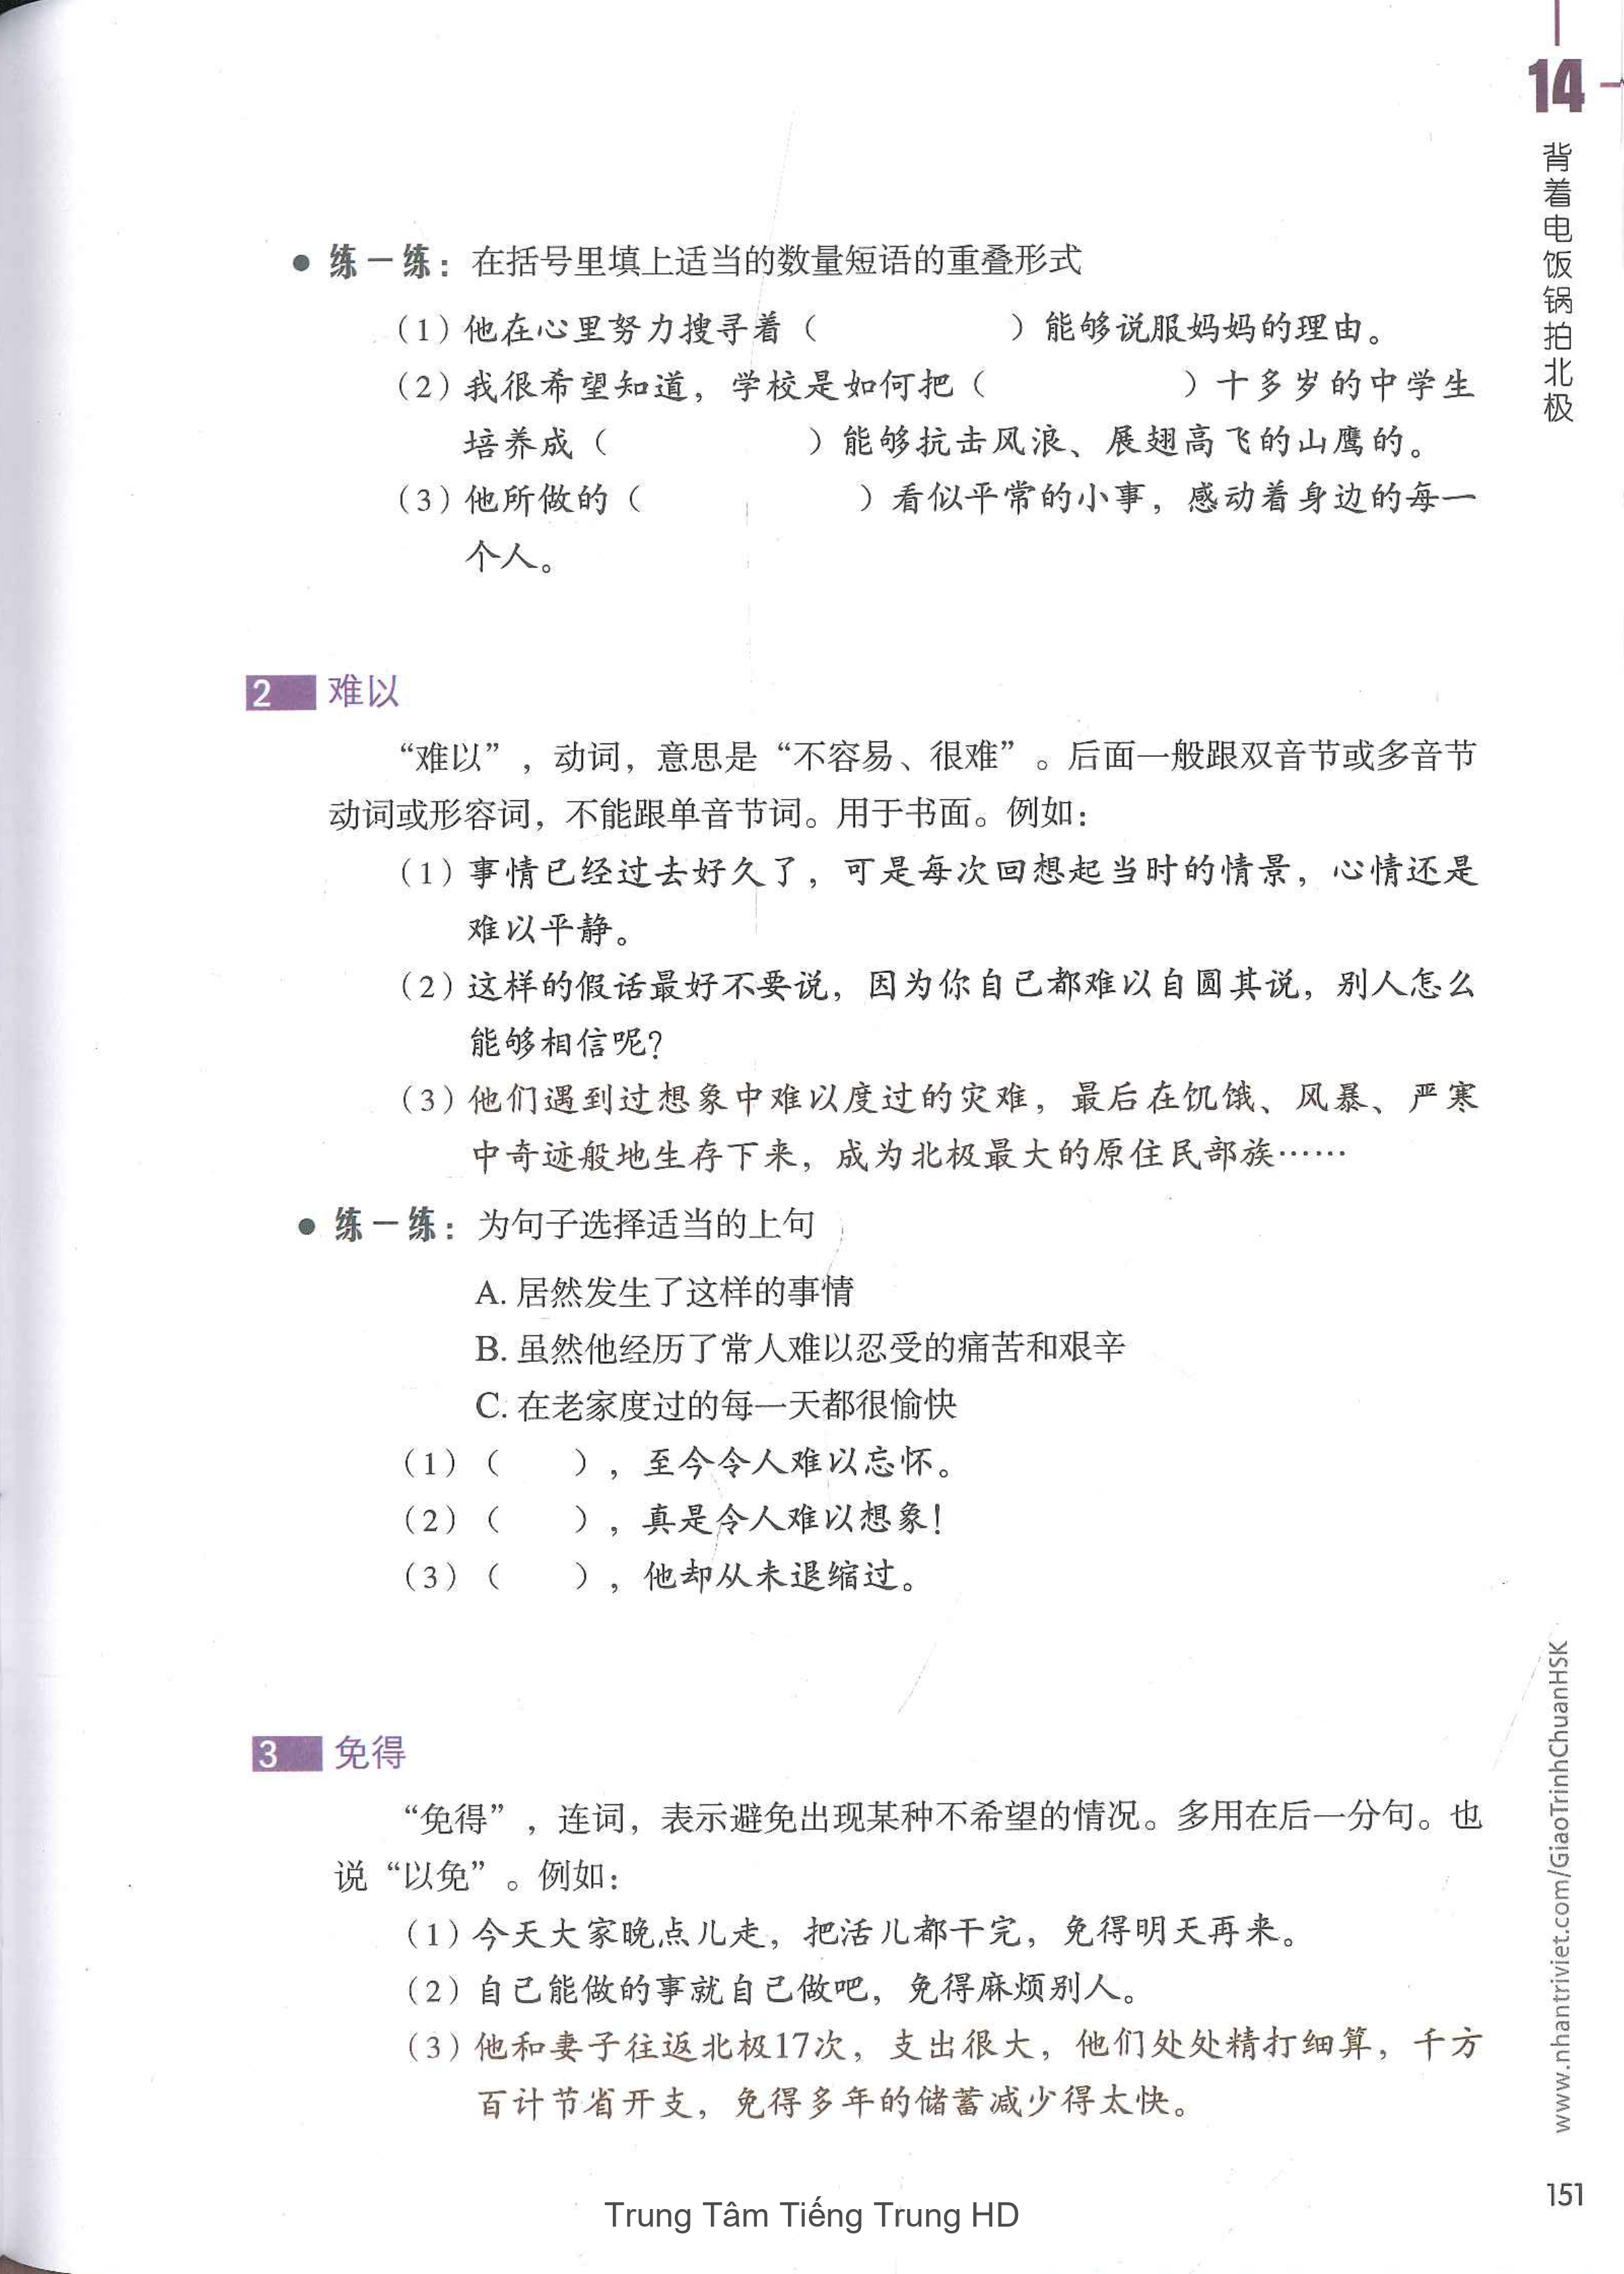 14
背着电饭锅拍北极
● 练一练：在括号里填上适当的数量短语的重叠形式
（1）他在心里努力搜寻着（　　　　　）能够说服妈妈的理由。
（2）我很希望知道，学校是如何把（　　　　　）十多岁的中学生
培养成（　　　　　）能够抗击风浪、展翅高飞的山鹰的。
（3）他所做的（　　　　　）看似平常的小事，感动着身边的每一
个人。
2 难以
“难以”，动词，意思是“不容易、很难”。后面一般跟双音节或多音节
动词或形容词，不能跟单音节词。用于书面。例如：
（1）事情已经过去好久了，可是每次回想起当时的情景，心情还是
难以平静。
（2）这样的假话最好不要说，因为你自己都难以自圆其说，别人怎么
能够相信呢？
（3）他们遇到过想象中难以度过的灾难，最后在饥饿、风暴、严寒
中奇迹般地生存下来，成为北极最大的原住民部族……
● 练一练：为句子选择适当的上句
A. 居然发生了这样的事情
B. 虽然他经历了常人难以忍受的痛苦和艰辛
C. 在老家度过的每一天都很愉快
（1）（　　），至今令人难以忘怀。
（2）（　　），真是令人难以想象！
（3）（　　），他却从未退缩过。
3 免得
“免得”，连词，表示避免出现某种不希望的情况。多用在后一分句。也
说“以免”。例如：
（1）今天大家晚点儿走，把活儿都干完，免得明天再来。
（2）自己能做的事就自己做吧，免得麻烦别人。
（3）他和妻子往返北极17次，支出很大，他们处处精打细算，千方
百计节省开支，免得多年的储蓄减少得太快。
www.nhantriviet.com/GiaoTrinhChuanHSK
151
Trung Tâm Tiếng Trung HD